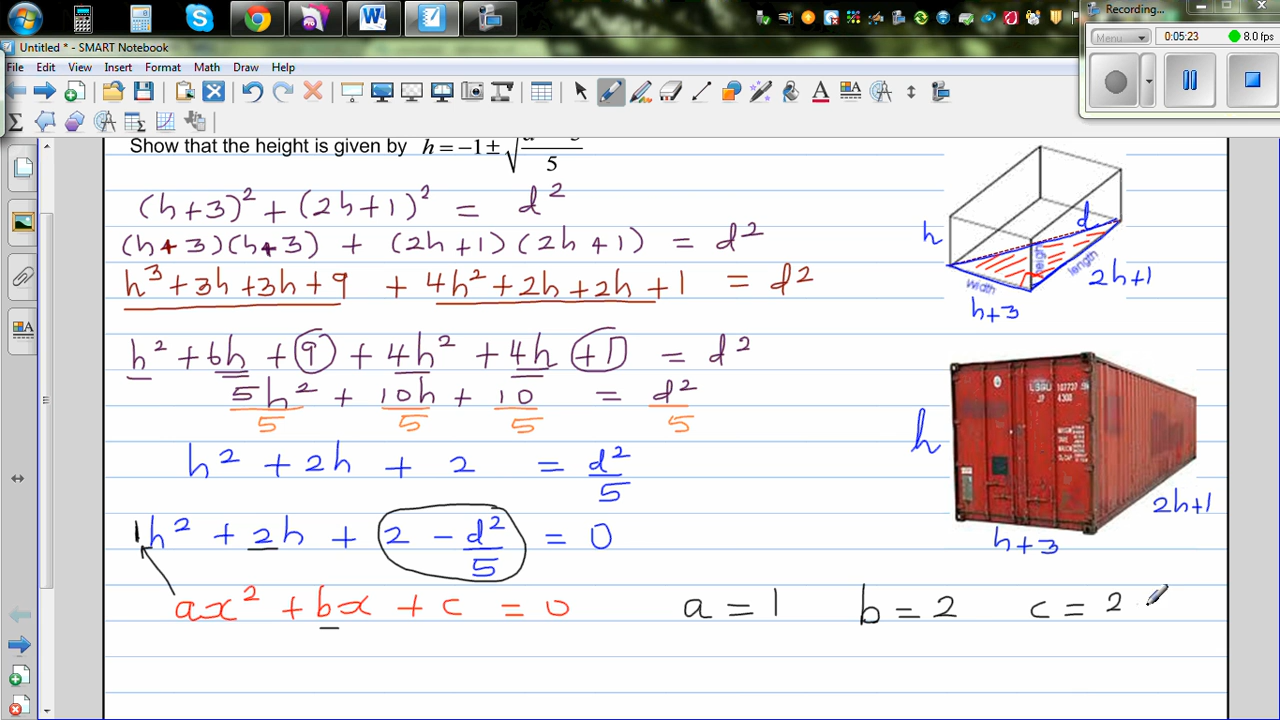 Recording...
Menu
0:05:23
8.0 fps
Untitled * - SMART Notebook
File Edit View Insert Format Math Draw Help
Show that the height is given by h = −1 ± √ 5
(h+3)² + (2h+1)² = d²
(h+3)(h+3) + (2h+1)(2h+1) = d²
h³ + 3h + 3h + 9 + 4h² + 2h + 2h + 1 = d²
h² + 6h + 9 + 4h² + 4h + 1 = d²
5h²/5 + 10h/5 + 10/5 = d²/5
h² + 2h + 2 = d²/5
1h² + 2h + 2 − d²/5 = 0
ax² + bx + c = 0 a = 1 b = 2 c = 2
h
d
height
width
length
h+3
2h+1
107737
4300
h
2h+1
h+3